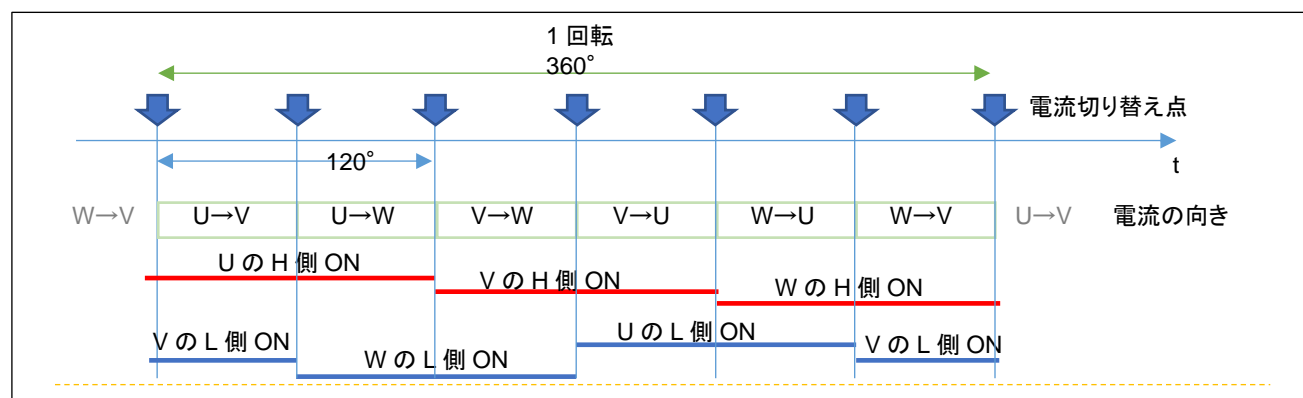 1 回転
360°
電流切り替え点
120°
t
W→V U→V U→W V→W V→U W→U W→V U→V 電流の向き
U の H 側 ON
V の H 側 ON
W の H 側 ON
V の L 側 ON
W の L 側 ON
U の L 側 ON
V の L 側 ON